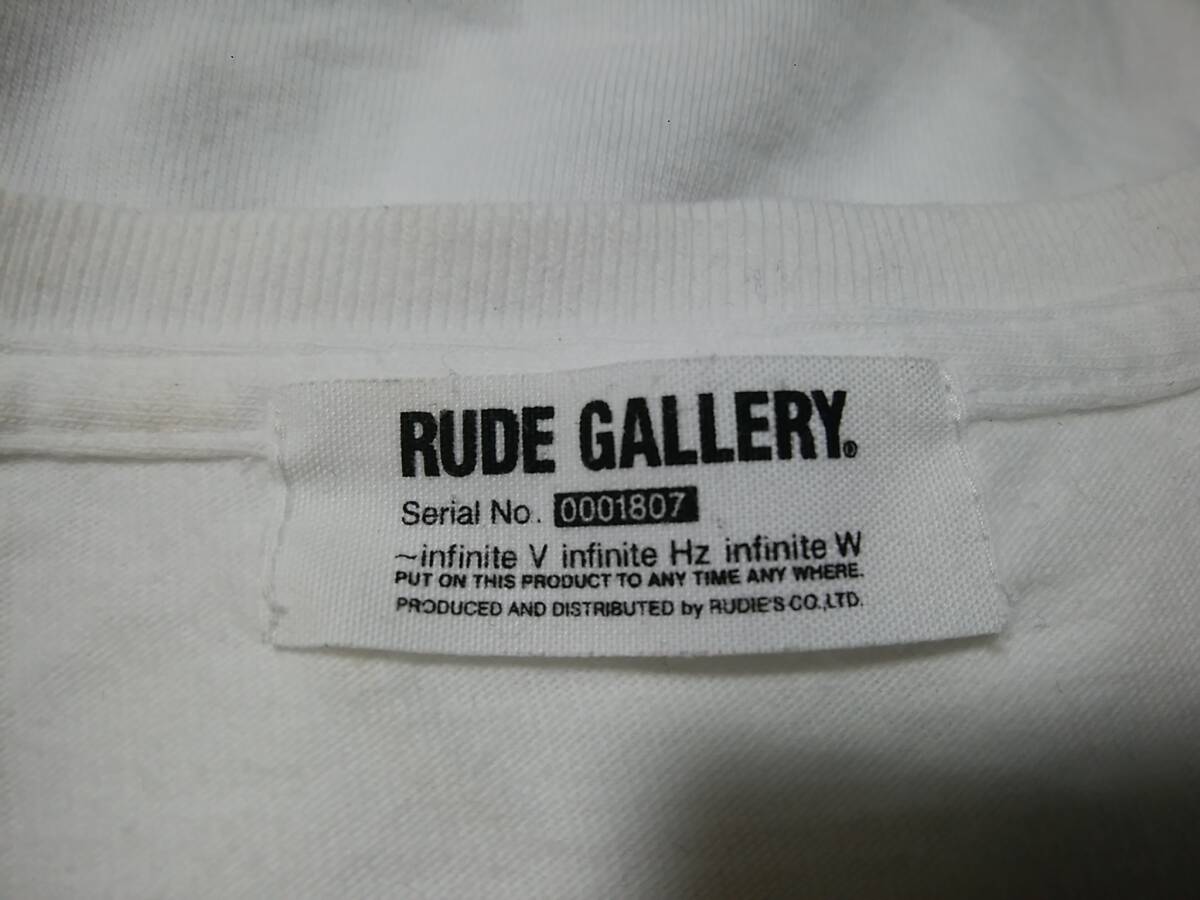 RUDE GALLERY®
Serial No. 0001807
~infinite V infinite Hz infinite W
PUT ON THIS PRODUCT TO ANY TIME ANY WHERE.
PRODUCED AND DISTRIBUTED by RUDIE'S CO.,LTD.